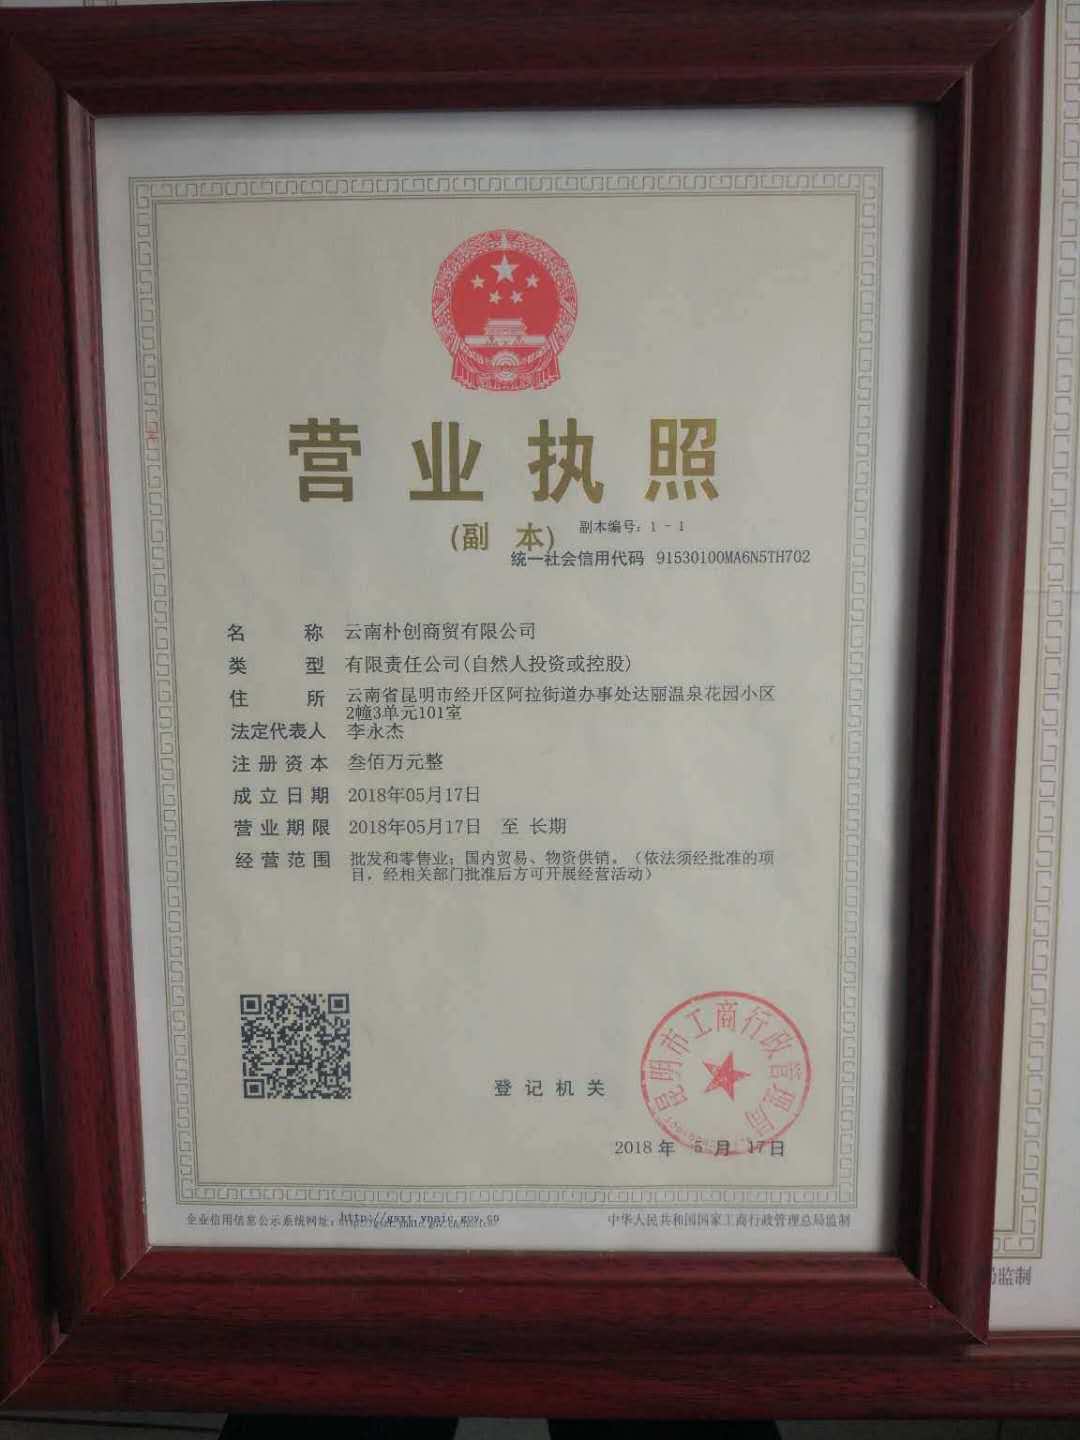 营业执照
(副 本) 副本编号：1 - 1
统一社会信用代码 91530100MA6N5TH702
名 称 云南朴创商贸有限公司
类 型 有限责任公司(自然人投资或控股)
住 所 云南省昆明市经开区阿拉街道办事处达丽温泉花园小区
2幢3单元101室
法定代表人 李永杰
注册资本 叁佰万元整
成立日期 2018年05月17日
营业期限 2018年05月17日 至 长期
经营范围 批发和零售业；国内贸易、物资供销。（依法须经批准的项
目，经相关部门批准后方可开展经营活动）
昆明市工商行政管理局
登记机关
2018 年 5 月 17日
企业信用信息公示系统网址：http://gsxt.ynaic.gov.cn
中华人民共和国国家工商行政管理总局监制
局监制